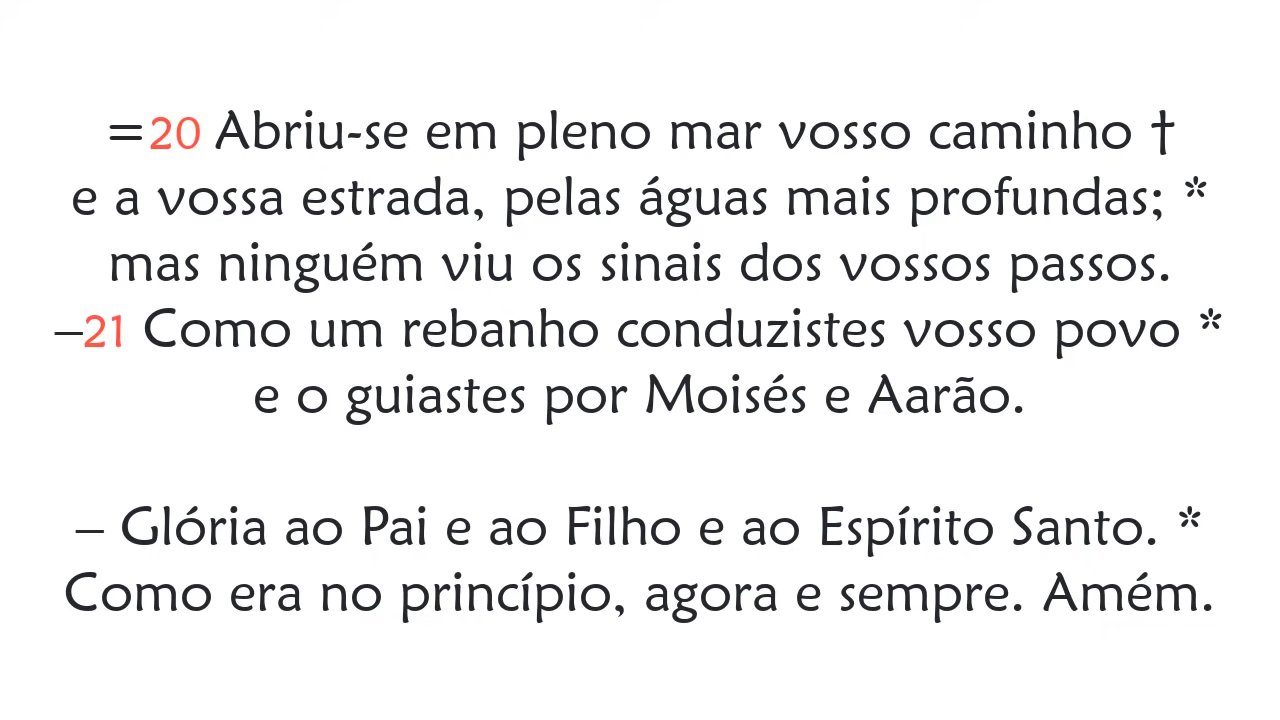 =20 Abriu-se em pleno mar vosso caminho †
e a vossa estrada, pelas águas mais profundas; *
mas ninguém viu os sinais dos vossos passos.
–21 Como um rebanho conduzistes vosso povo *
e o guiastes por Moisés e Aarão.
– Glória ao Pai e ao Filho e ao Espírito Santo. *
Como era no princípio, agora e sempre. Amém.